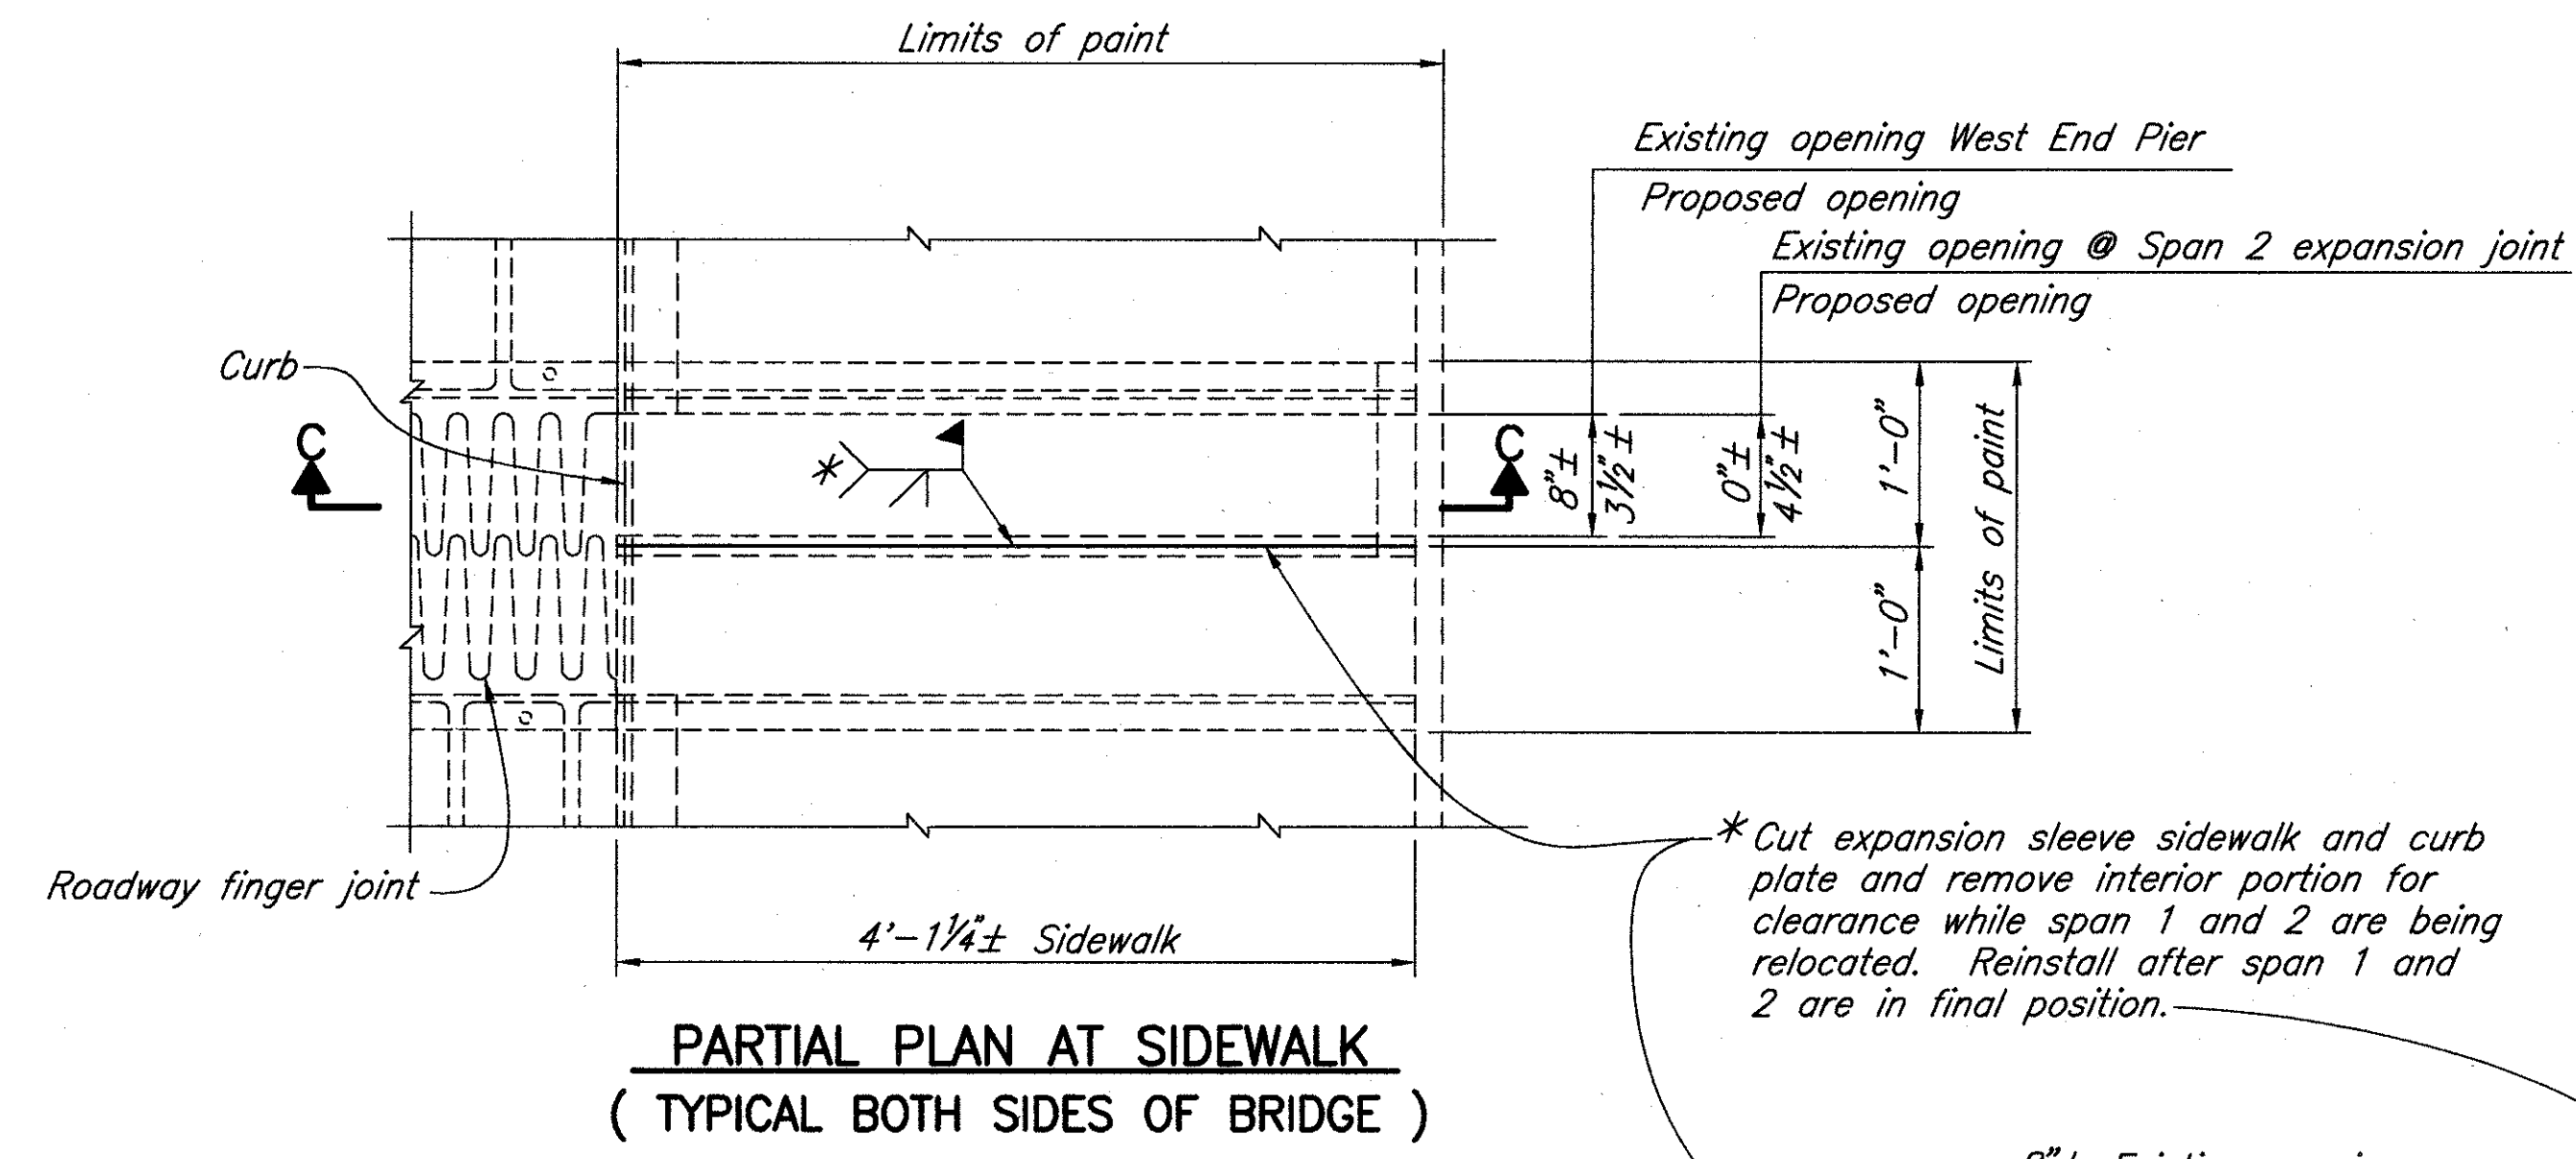 Limits of paint
Existing opening West End Pier
Proposed opening
Existing opening @ Span 2 expansion joint
Proposed opening
Curb
C
C
*
8"±
3½"±
0"±
4½"±
1'-0"
1'-0"
Limits of paint
Roadway finger joint
4'-1¼"± Sidewalk
* Cut expansion sleeve sidewalk and curb
plate and remove interior portion for
clearance while span 1 and 2 are being
relocated. Reinstall after span 1 and
2 are in final position.
PARTIAL PLAN AT SIDEWALK
( TYPICAL BOTH SIDES OF BRIDGE )